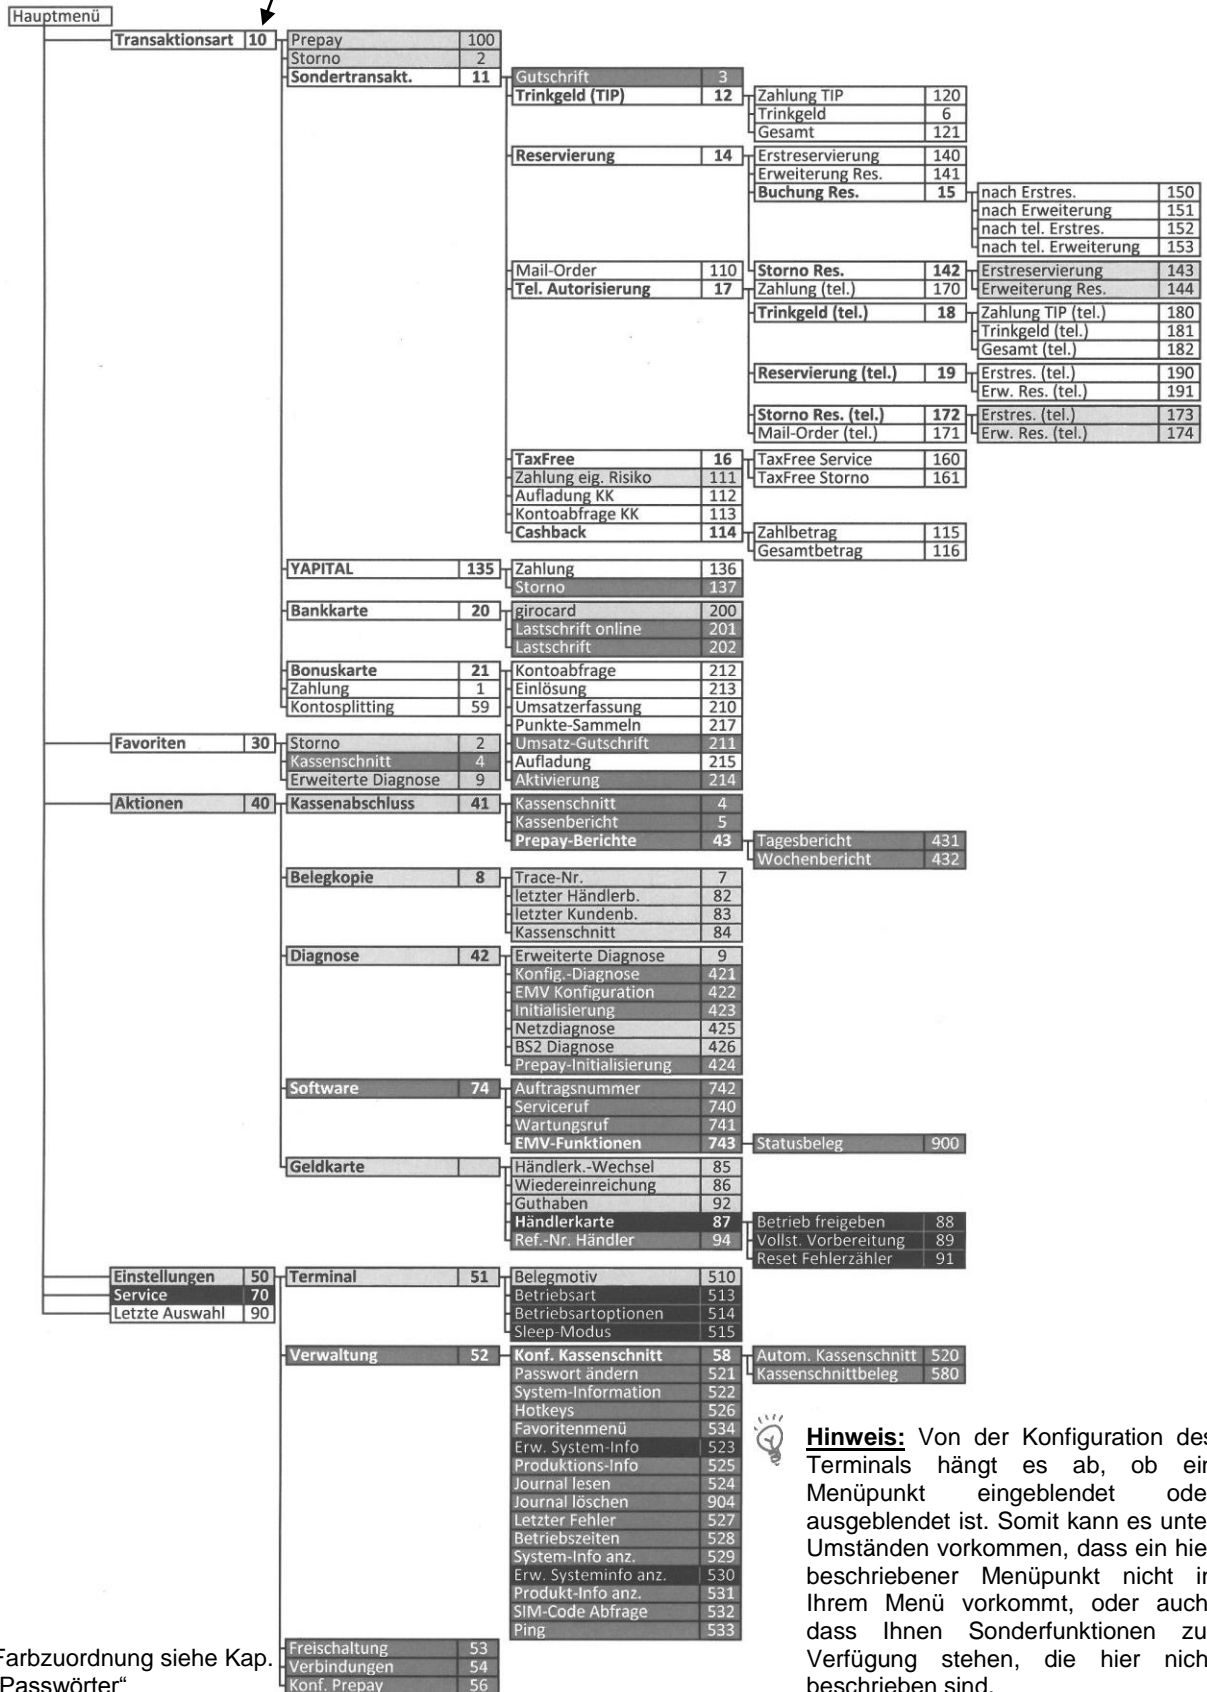 Hauptmenü
Transaktionsart 10
Prepay 100
Storno 2
Sondertransakt. 11
Gutschrift 3
Trinkgeld (TIP) 12
Zahlung TIP 120
Trinkgeld 6
Gesamt 121
Reservierung 14
Erstreservierung 140
Erweiterung Res. 141
Buchung Res. 15
nach Erstres. 150
nach Erweiterung 151
nach tel. Erstres. 152
nach tel. Erweiterung 153
Storno Res. 142
Erstreservierung 143
Erweiterung Res. 144
Mail-Order 110
Tel. Autorisierung 17
Zahlung (tel.) 170
Trinkgeld (tel.) 18
Zahlung TIP (tel.) 180
Trinkgeld (tel.) 181
Gesamt (tel.) 182
Reservierung (tel.) 19
Erstres. (tel.) 190
Erw. Res. (tel.) 191
Storno Res. (tel.) 172
Erstres. (tel.) 173
Erw. Res. (tel.) 174
Mail-Order (tel.) 171
TaxFree 16
TaxFree Service 160
TaxFree Storno 161
Zahlung eig. Risiko 111
Aufladung KK 112
Kontoabfrage KK 113
Cashback 114
Zahlbetrag 115
Gesamtbetrag 116
YAPITAL 135
Zahlung 136
Storno 137
Bankkarte 20
girocard 200
Lastschrift online 201
Lastschrift 202
Bonuskarte 21
Kontoabfrage 212
Einlösung 213
Umsatzerfassung 210
Punkte-Sammeln 217
Umsatz-Gutschrift 211
Aufladung 215
Aktivierung 214
Zahlung 1
Kontosplitting 59
Favoriten 30
Storno 2
Kassenschnitt 4
Erweiterte Diagnose 9
Aktionen 40
Kassenabschluss 41
Kassenschnitt 4
Kassenbericht 5
Prepay-Berichte 43
Tagesbericht 431
Wochenbericht 432
Belegkopie 8
Trace-Nr. 7
letzter Händlerb. 82
letzter Kundenb. 83
Kassenschnitt 84
Diagnose 42
Erweiterte Diagnose 9
Konfig.-Diagnose 421
EMV Konfiguration 422
Initialisierung 423
Netzdiagnose 425
BS2 Diagnose 426
Prepay-Initialisierung 424
Software 74
Auftragsnummer 742
Serviceruf 740
Wartungsruf 741
EMV-Funktionen 743
Statusbeleg 900
Geldkarte
Händlerk.-Wechsel 85
Wiedereinreichung 86
Guthaben 92
Händlerkarte 87
Betrieb freigeben 88
Vollst. Vorbereitung 89
Reset Fehlerzähler 91
Ref.-Nr. Händler 94
Einstellungen 50
Service 70
Letzte Auswahl 90
Terminal 51
Belegmotiv 510
Betriebsart 513
Betriebsartoptionen 514
Sleep-Modus 515
Verwaltung 52
Konf. Kassenschnitt 58
Autom. Kassenschnitt 520
Kassenschnittbeleg 580
Passwort ändern 521
System-Information 522
Hotkeys 526
Favoritenmenü 534
Erw. System-Info 523
Produktions-Info 525
Journal lesen 524
Journal löschen 904
Letzter Fehler 527
Betriebszeiten 528
System-Info anz. 529
Erw. Systeminfo anz. 530
Produkt-Info anz. 531
SIM-Code Abfrage 532
Ping 533
Freischaltung 53
Verbindungen 54
Konf. Prepay 56
Farbzuordnung siehe Kap.
„Passwörter“
Hinweis: Von der Konfiguration des
Terminals hängt es ab, ob ein
Menüpunkt eingeblendet oder
ausgeblendet ist. Somit kann es unter
Umständen vorkommen, dass ein hier
beschriebener Menüpunkt nicht in
Ihrem Menü vorkommt, oder auch,
dass Ihnen Sonderfunktionen zur
Verfügung stehen, die hier nicht
beschrieben sind.